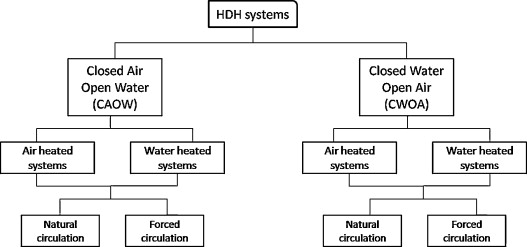 HDH systems
Closed Air
Open Water
(CAOW)
Closed Water
Open Air
(CWOA)
Air heated
systems
Water heated
systems
Air heated
systems
Water heated
systems
Natural
circulation
Forced
circulation
Natural
circulation
Forced
circulation